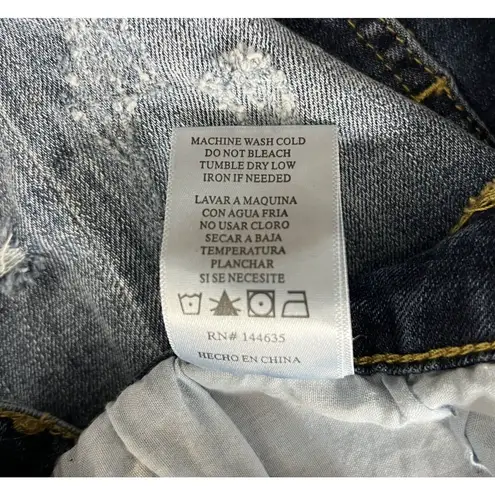 MACHINE WASH COLD
DO NOT BLEACH
TUMBLE DRY LOW
IRON IF NEEDED
LAVAR A MAQUINA
CON AGUA FRIA
NO USAR CLORO
SECAR A BAJA
TEMPERATURA
PLANCHAR
SI SE NECESITE
RN# 144635
HECHO EN CHINA